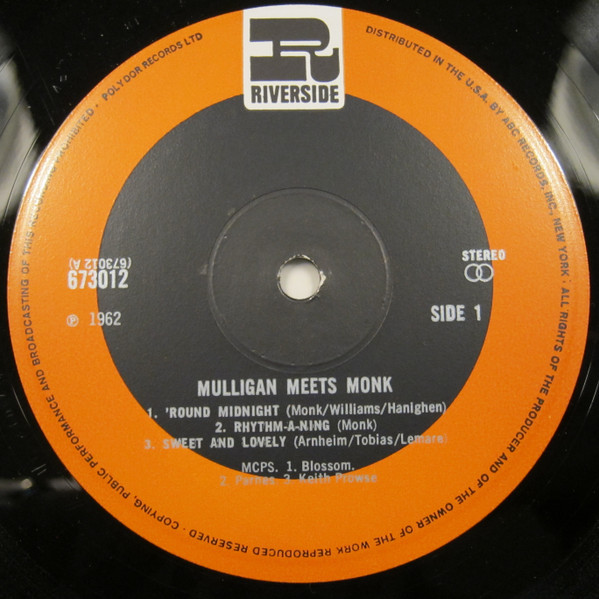 R
RIVERSIDE
POLYDOR RECORDS LTD
DISTRIBUTED IN THE U.S.A. BY ABC RECORDS, INC., NEW YORK · ALL RIGHTS OF THE PRODUCER AND OF THE OWNER OF THE WORK REPRODUCED RESERVED · COPYING, PUBLIC PERFORMANCE AND BROADCASTING OF THIS PROHIBITED ·
(673012 A)
673012
℗ 1962
STEREO
SIDE 1
MULLIGAN MEETS MONK
1. 'ROUND MIDNIGHT (Monk/Williams/Hanighen)
2. RHYTHM-A-NING (Monk)
3. SWEET AND LOVELY (Arnheim/Tobias/Lemare)
MCPS. 1. Blossom.
2. Parnes 3. Keith Prowse